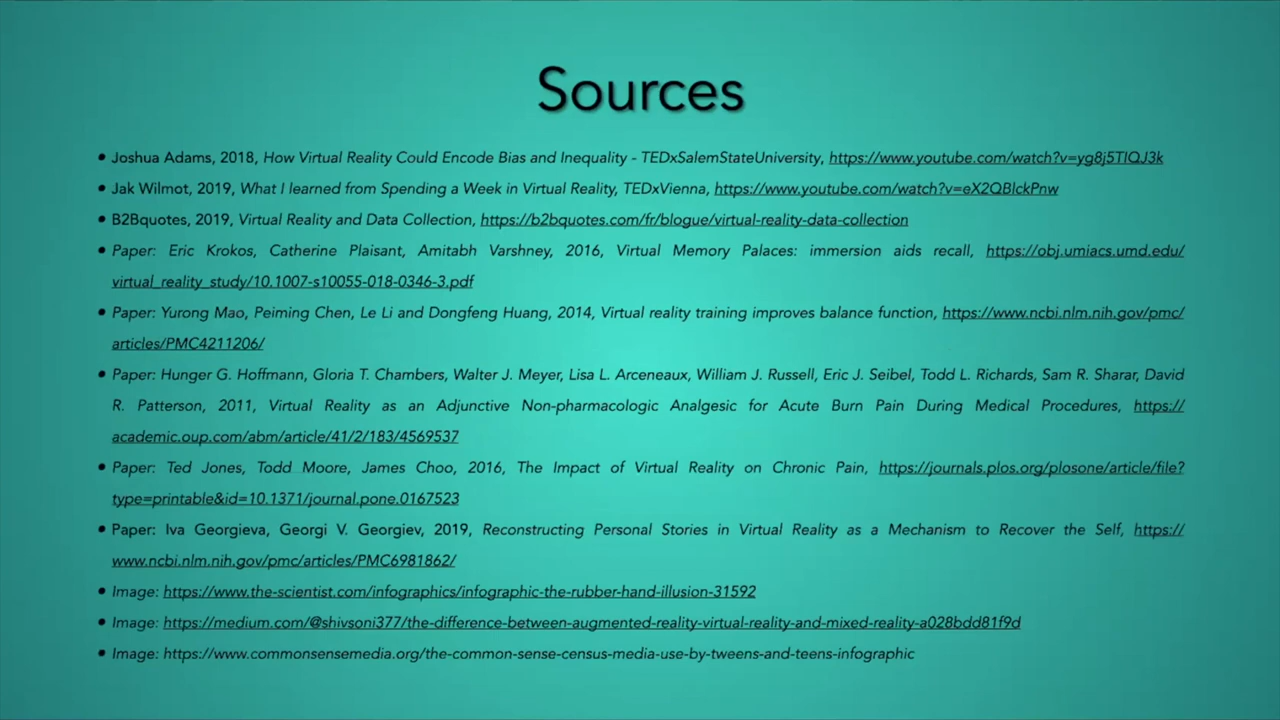 Sources
• Joshua Adams, 2018, How Virtual Reality Could Encode Bias and Inequality - TEDxSalemStateUniversity, https://www.youtube.com/watch?v=yg8j5TlQJ3k
• Jak Wilmot, 2019, What I learned from Spending a Week in Virtual Reality, TEDxVienna, https://www.youtube.com/watch?v=eX2QBlckPnw
• B2Bquotes, 2019, Virtual Reality and Data Collection, https://b2bquotes.com/fr/blogue/virtual-reality-data-collection
• Paper: Eric Krokos, Catherine Plaisant, Amitabh Varshney, 2016, Virtual Memory Palaces: immersion aids recall, https://obj.umiacs.umd.edu/
virtual_reality_study/10.1007-s10055-018-0346-3.pdf
• Paper: Yurong Mao, Peiming Chen, Le Li and Dongfeng Huang, 2014, Virtual reality training improves balance function, https://www.ncbi.nlm.nih.gov/pmc/
articles/PMC4211206/
• Paper: Hunger G. Hoffmann, Gloria T. Chambers, Walter J. Meyer, Lisa L. Arceneaux, William J. Russell, Eric J. Seibel, Todd L. Richards, Sam R. Sharar, David
R. Patterson, 2011, Virtual Reality as an Adjunctive Non-pharmacologic Analgesic for Acute Burn Pain During Medical Procedures, https://
academic.oup.com/abm/article/41/2/183/4569537
• Paper: Ted Jones, Todd Moore, James Choo, 2016, The Impact of Virtual Reality on Chronic Pain, https://journals.plos.org/plosone/article/file?
type=printable&id=10.1371/journal.pone.0167523
• Paper: Iva Georgieva, Georgi V. Georgiev, 2019, Reconstructing Personal Stories in Virtual Reality as a Mechanism to Recover the Self, https://
www.ncbi.nlm.nih.gov/pmc/articles/PMC6981862/
• Image: https://www.the-scientist.com/infographics/infographic-the-rubber-hand-illusion-31592
• Image: https://medium.com/@shivsoni377/the-difference-between-augmented-reality-virtual-reality-and-mixed-reality-a028bdd81f9d
• Image: https://www.commonsensemedia.org/the-common-sense-census-media-use-by-tweens-and-teens-infographic